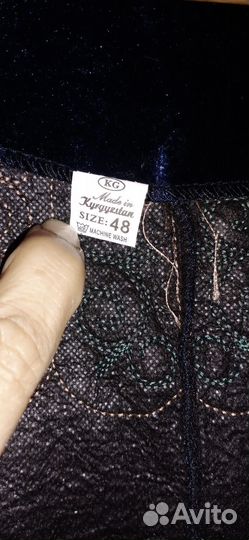 KG
Made in
Kyrgyzstan
SIZE: 48
MACHINE WASH
Avito